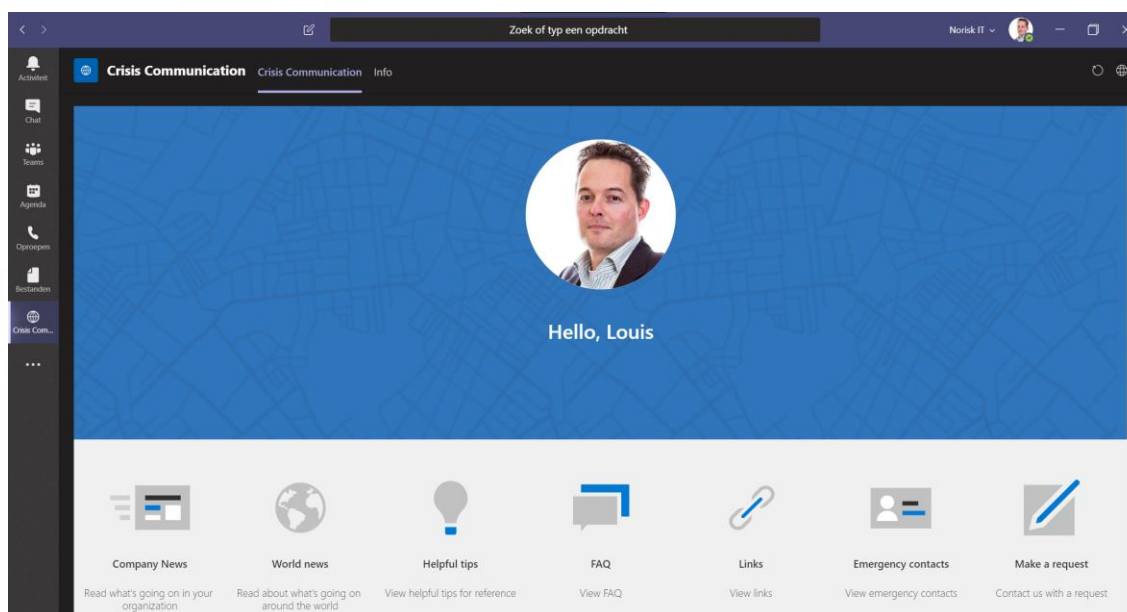 Zoek of typ een opdracht
Norisk IT
Activiteit
Chat
Teams
Agenda
Oproepen
Bestanden
Crisis Com...
Crisis Communication
Crisis Communication
Info
Hello, Louis
Company News
Read what's going on in your
organization
World news
Read about what's going on
around the world
Helpful tips
View helpful tips for reference
FAQ
View FAQ
Links
View links
Emergency contacts
View emergency contacts
Make a request
Contact us with a request